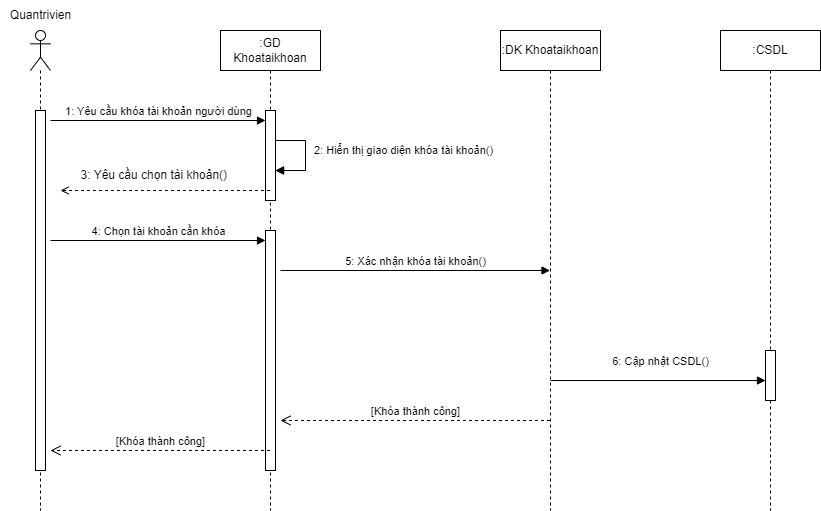 Quantrivien
:GD
Khoataikhoan
:DK Khoataikhoan
:CSDL
1: Yêu cầu khóa tài khoản người dùng
2: Hiển thị giao diện khóa tài khoản()
3: Yêu cầu chọn tài khoản()
4: Chọn tài khoản cần khóa
5: Xác nhận khóa tài khoản()
6: Cập nhật CSDL()
[Khóa thành công]
[Khóa thành công]